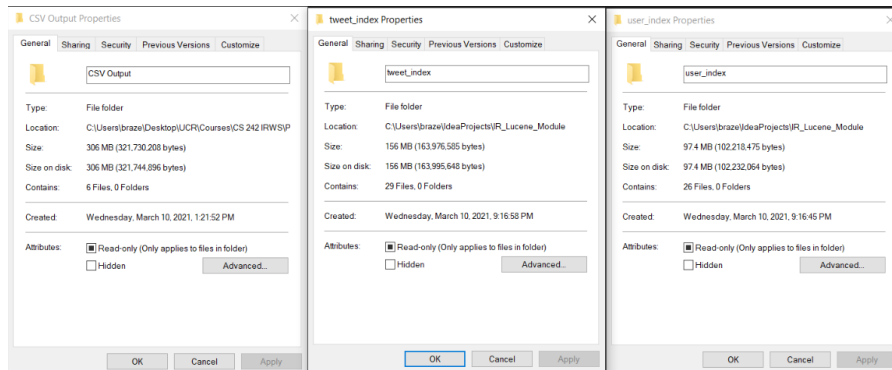 CSV Output Properties
General Sharing Security Previous Versions Customize
CSV Output
Type: File folder
Location: C:\Users\braze\Desktop\UCR\Courses\CS 242 IRWS\P
Size: 306 MB (321,730,208 bytes)
Size on disk: 306 MB (321,744,896 bytes)
Contains: 6 Files, 0 Folders
Created: Wednesday, March 10, 2021, 1:21:52 PM
Attributes: Read-only (Only applies to files in folder)
Hidden Advanced...
OK Cancel Apply
tweet_index Properties
General Sharing Security Previous Versions Customize
tweet_index
Type: File folder
Location: C:\Users\braze\IdeaProjects\IR_Lucene_Module
Size: 156 MB (163,976,585 bytes)
Size on disk: 156 MB (163,995,648 bytes)
Contains: 29 Files, 0 Folders
Created: Wednesday, March 10, 2021, 9:16:58 PM
Attributes: Read-only (Only applies to files in folder)
Hidden Advanced...
OK Cancel Apply
user_index Properties
General Sharing Security Previous Versions Customize
user_index
Type: File folder
Location: C:\Users\braze\IdeaProjects\IR_Lucene_Module
Size: 97.4 MB (102,218,475 bytes)
Size on disk: 97.4 MB (102,232,064 bytes)
Contains: 26 Files, 0 Folders
Created: Wednesday, March 10, 2021, 9:16:45 PM
Attributes: Read-only (Only applies to files in folder)
Hidden Advanced...
OK Cancel Apply